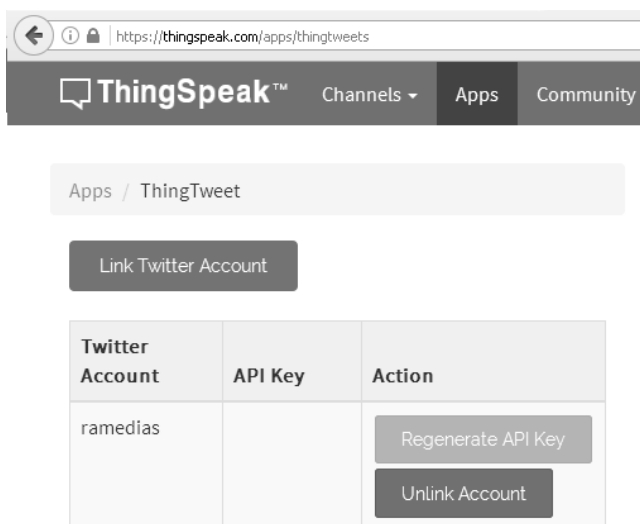 https://thingspeak.com/apps/thingtweets
ThingSpeak™ Channels Apps Community
Apps / ThingTweet
Link Twitter Account
Twitter
Account API Key Action
ramedias Regenerate API Key
Unlink Account